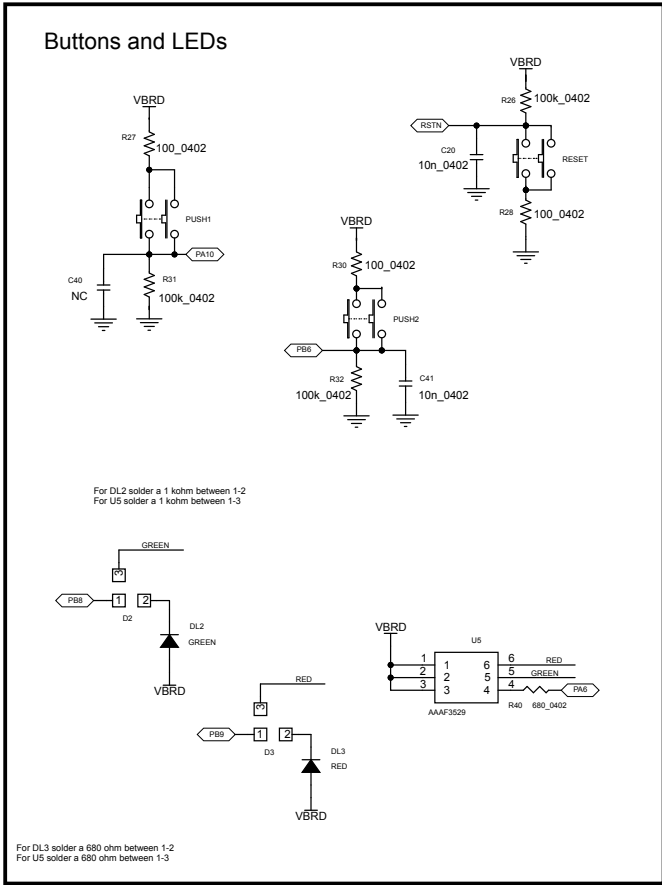 Buttons and LEDs
VBRD
R27
100_0402
PUSH1
PA10
C40
NC
R31
100k_0402
VBRD
R26
100k_0402
RSTN
C20
10n_0402
RESET
R28
100_0402
VBRD
R30
100_0402
PUSH2
PB6
R32
100k_0402
C41
10n_0402
For DL2 solder a 1 kohm between 1-2
For U5 solder a 1 kohm between 1-3
GREEN
3
PB8
1
2
D2
DL2
GREEN
VBRD
RED
3
PB9
1
2
D3
DL3
RED
VBRD
VBRD
U5
1 1 6 6 RED
2 2 5 5 GREEN
3 3 4 4
R40
680_0402
PA6
AAAF3529
For DL3 solder a 680 ohm between 1-2
For U5 solder a 680 ohm between 1-3